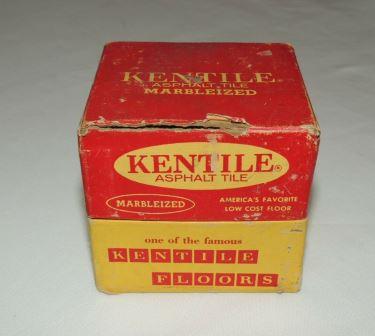 KENTILE
ASPHALT TILE
MARBLEIZED
KENTILE®
ASPHALT TILE
MARBLEIZED
AMERICA'S FAVORITE
LOW COST FLOOR
one of the famous
KENTILE
FLOORS